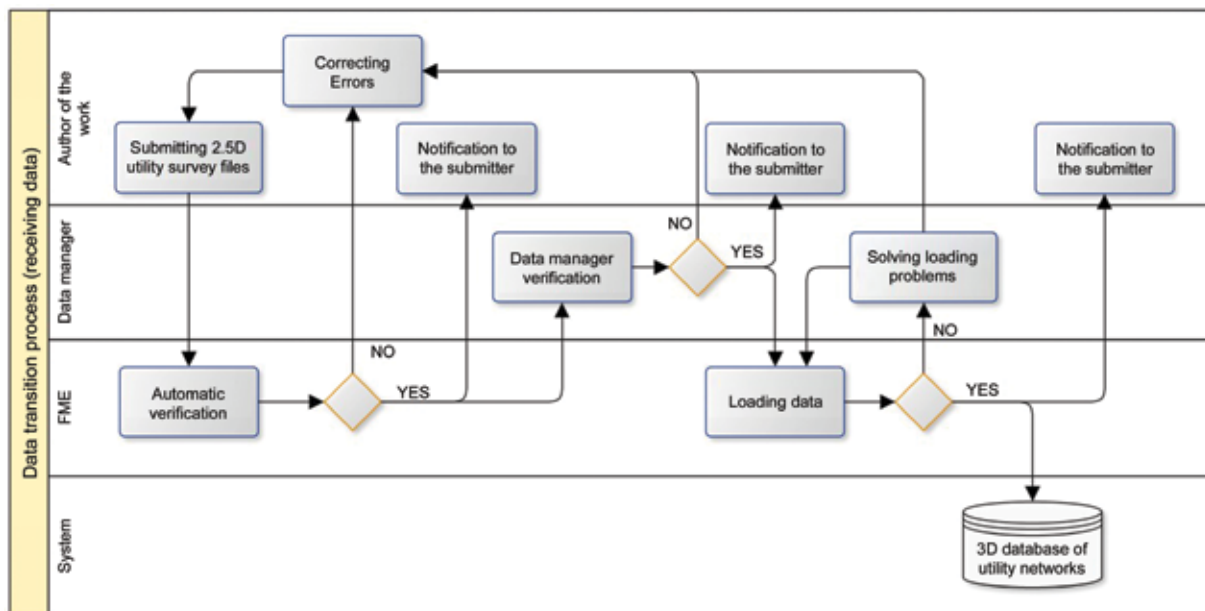 Data transition process (receiving data)
Author of the
work
Correcting
Errors
Submitting 2.5D
utility survey files
Notification to
the submitter
Notification to
the submitter
Notification to
the submitter
Data manager
Data manager
verification
NO
YES
Solving loading
problems
NO
FME
Automatic
verification
NO
YES
Loading data
YES
System
3D database of
utility networks